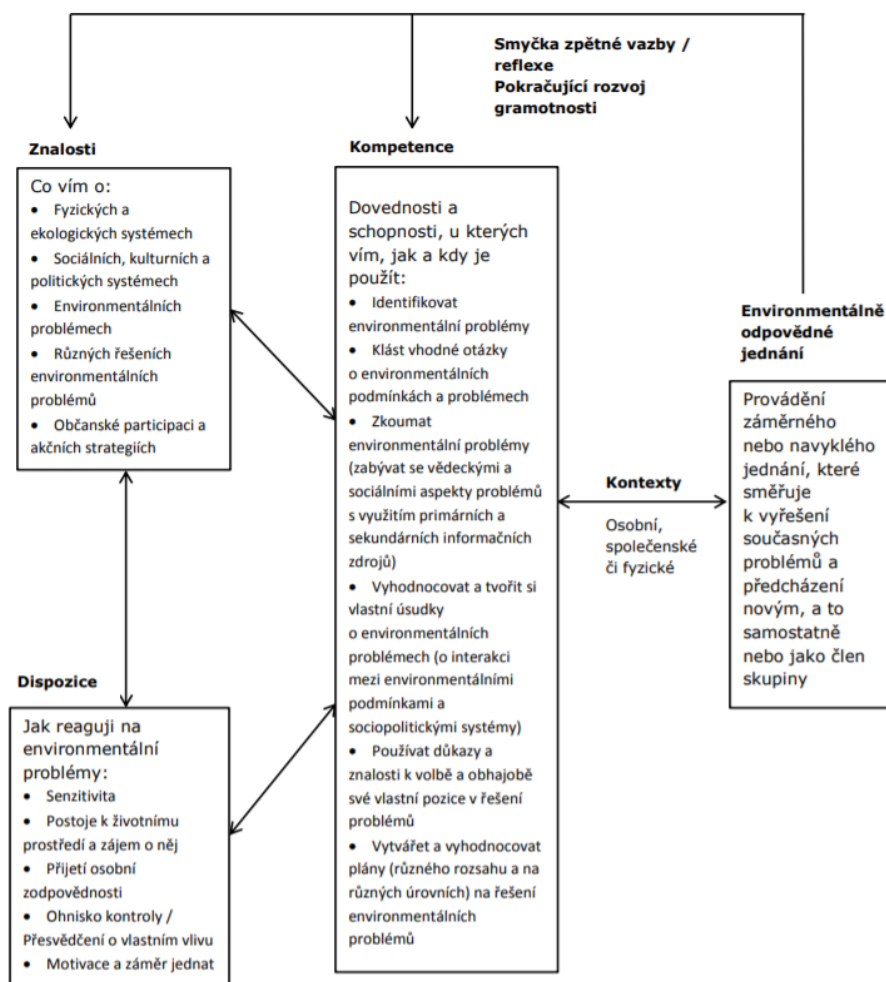 Smyčka zpětné vazby /
reflexe
Pokračující rozvoj
gramotnosti
Znalosti
Co vím o:
• Fyzických a
ekologických systémech
• Sociálních, kulturních a
politických systémech
• Environmentálních
problémech
• Různých řešeních
environmentálních
problémů
• Občanské participaci a
akčních strategiích
Dispozice
Jak reaguji na
environmentální
problémy:
• Senzitivita
• Postoje k životnímu
prostředí a zájem o něj
• Přijetí osobní
zodpovědnosti
• Ohnisko kontroly /
Přesvědčení o vlastním vlivu
• Motivace a záměr jednat
Kompetence
Dovednosti a
schopnosti, u kterých
vím, jak a kdy je
použít:
• Identifikovat
environmentální problémy
• Klást vhodné otázky
o environmentálních
podmínkách a problémech
• Zkoumat
environmentální problémy
(zabývat se vědeckými a
sociálními aspekty problémů
s využitím primárních a
sekundárních informačních
zdrojů)
• Vyhodnocovat a tvořit si
vlastní úsudky
o environmentálních
problémech (o interakci
mezi environmentálními
podmínkami a
sociopolitickými systémy)
• Používat důkazy a
znalosti k volbě a obhajobě
své vlastní pozice v řešení
problémů
• Vytvářet a vyhodnocovat
plány (různého rozsahu a na
různých úrovních) na řešení
environmentálních
problémů
Kontexty
Osobní,
společenské
či fyzické
Environmentálně
odpovědné
jednání
Provádění
záměrného
nebo navyklého
jednání, které
směřuje
k vyřešení
současných
problémů a
předcházení
novým, a to
samostatně
nebo jako člen
skupiny